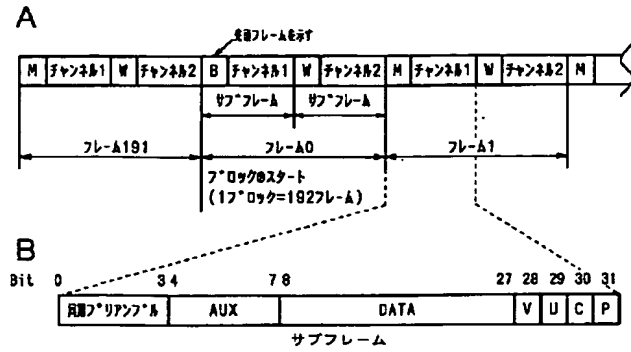 A
先頭フレームを示す
M チャンネル1 W チャンネル2 B チャンネル1 W チャンネル2 M チャンネル1 W チャンネル2 M
サブフレーム サブフレーム
フレーム191 フレーム0 フレーム1
ブロックのスタート
(1ブロック=192フレーム)
B
Bit 0 3 4 7 8 27 28 29 30 31
同期プリアンブル AUX DATA V U C P
サブフレーム